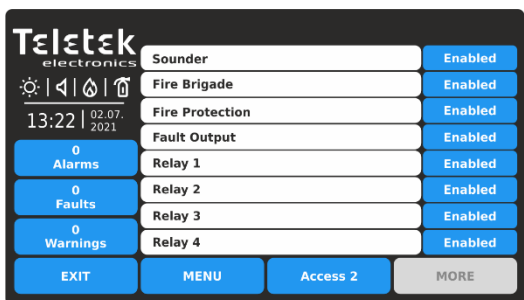 Teletek
electronics
13:22
02.07.
2021
0
Alarms
0
Faults
0
Warnings
Sounder Enabled
Fire Brigade Enabled
Fire Protection Enabled
Fault Output Enabled
Relay 1 Enabled
Relay 2 Enabled
Relay 3 Enabled
Relay 4 Enabled
EXIT MENU Access 2 MORE